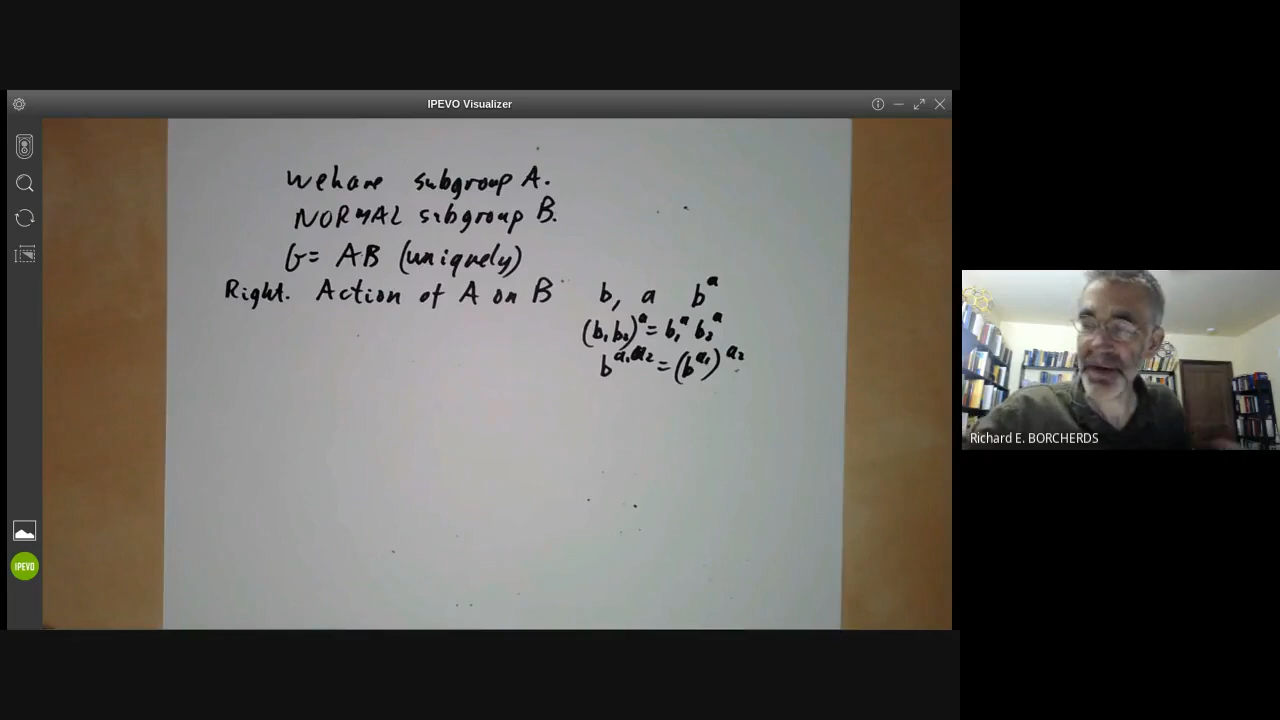 IPEVO Visualizer
We have subgroup A.
NORMAL subgroup B.
G = AB (uniquely)
Right. Action of A on B b, a b^a
(b₁b₂)^a = b₁^a b₂^a
b^a₁a₂ = (b^a₁)^a₂
Richard E. BORCHERDS
IPEVO